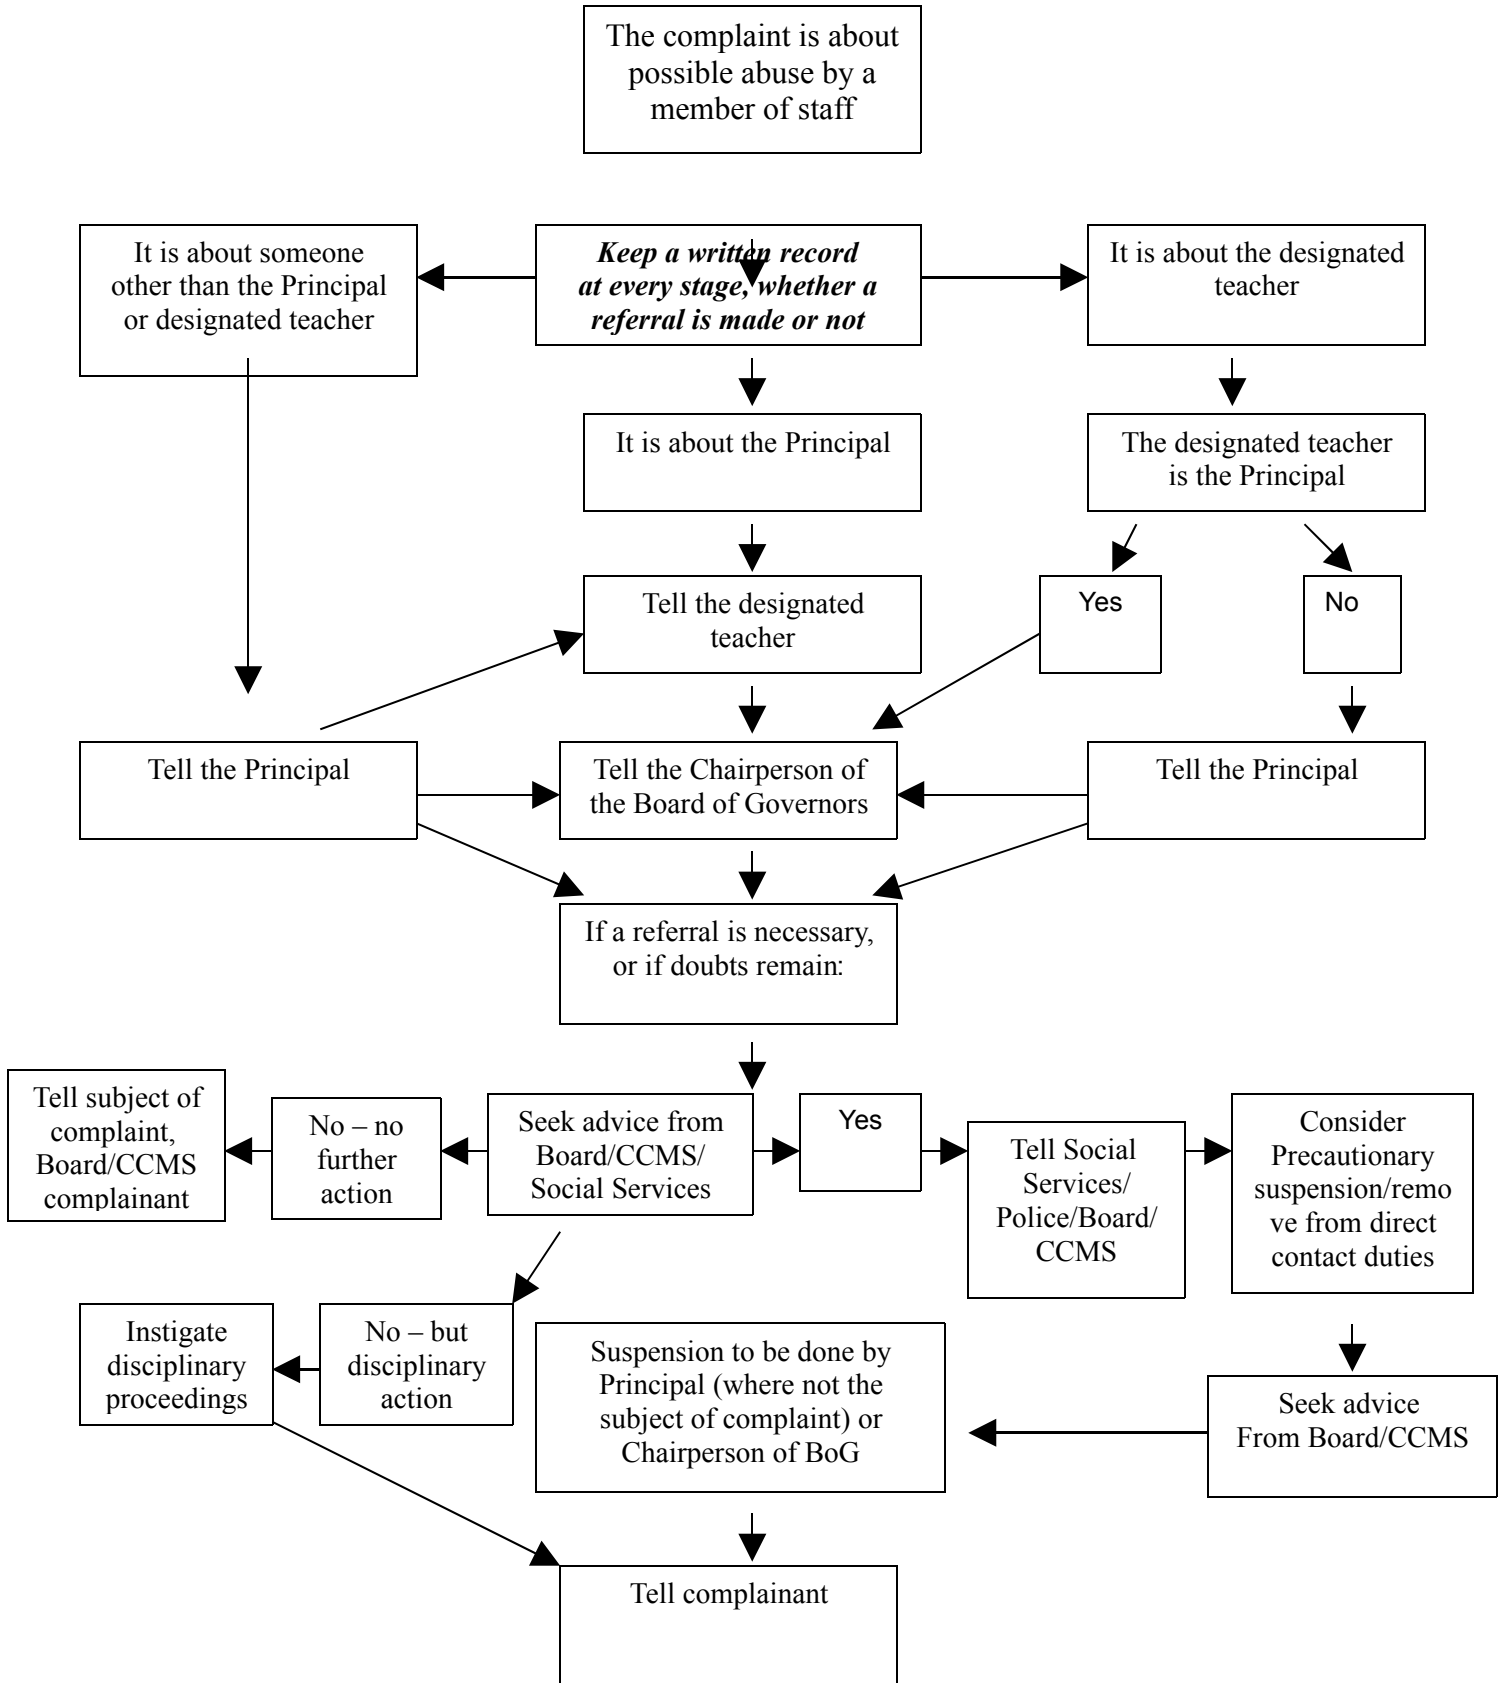 The complaint is about
possible abuse by a
member of staff
It is about someone
other than the Principal
or designated teacher
Keep a written record
at every stage, whether a
referral is made or not
It is about the designated
teacher
It is about the Principal
The designated teacher
is the Principal
Tell the designated
teacher
Yes
No
Tell the Principal
Tell the Chairperson of
the Board of Governors
Tell the Principal
If a referral is necessary,
or if doubts remain:
Tell subject of
complaint,
Board/CCMS
complainant
No – no
further
action
Seek advice from
Board/CCMS/
Social Services
Yes
Tell Social
Services/
Police/Board/
CCMS
Consider
Precautionary
suspension/remo
ve from direct
contact duties
Instigate
disciplinary
proceedings
No – but
disciplinary
action
Suspension to be done by
Principal (where not the
subject of complaint) or
Chairperson of BoG
Seek advice
From Board/CCMS
Tell complainant